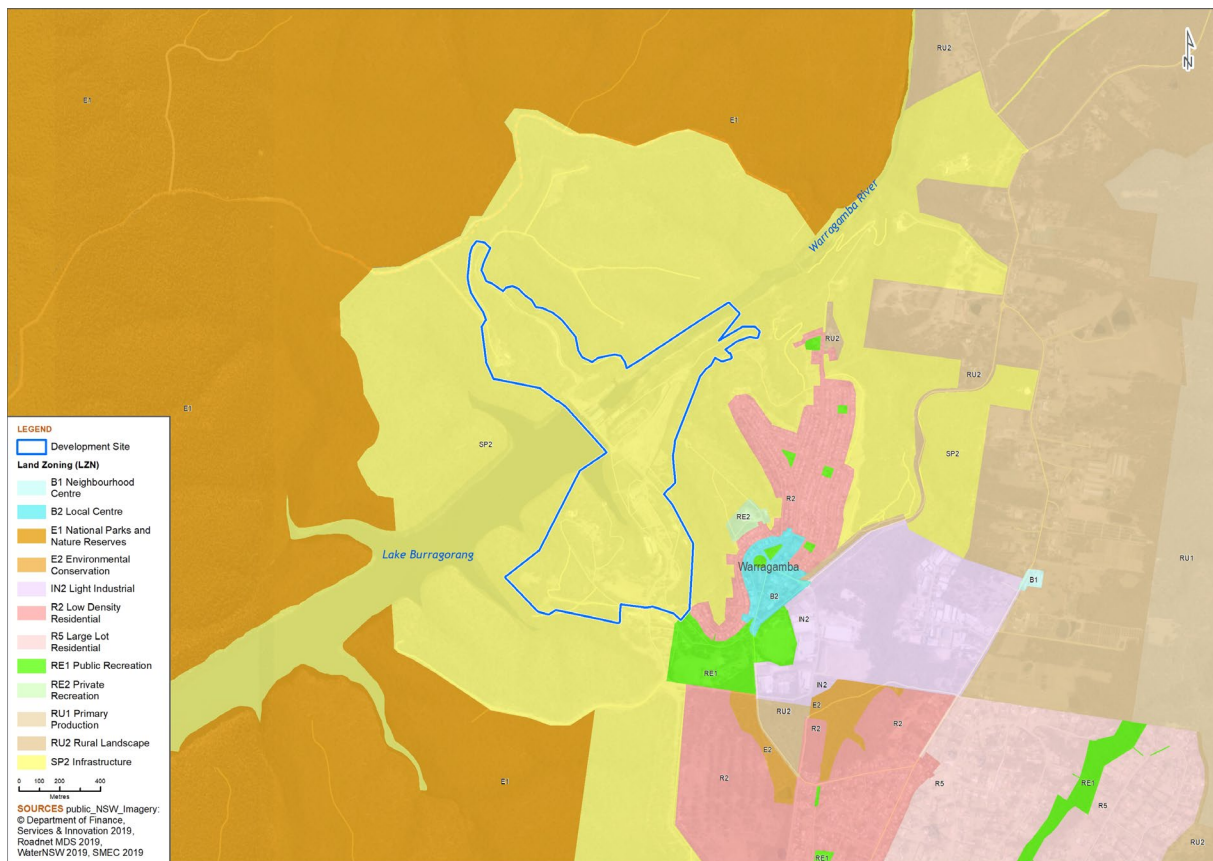 RU2
N
E1
E1
Warragamba River
RU2
RU2
E1
SP2
SP2
R2
RE2
Lake Burragorang
Warragamba
B2
B1
RU1
IN2
RE1
IN2
RU2
E2
R2
R2
E2
R2
E1
R5
RE1
R5
RE1
RU2
LEGEND
Development Site
Land Zoning (LZN)
B1 Neighbourhood
Centre
B2 Local Centre
E1 National Parks and
Nature Reserves
E2 Environmental
Conservation
IN2 Light Industrial
R2 Low Density
Residential
R5 Large Lot
Residential
RE1 Public Recreation
RE2 Private
Recreation
RU1 Primary
Production
RU2 Rural Landscape
SP2 Infrastructure
0 100 200 400
Metres
SOURCES public_NSW_Imagery:
© Department of Finance,
Services & Innovation 2019,
Roadnet MDS 2019,
WaterNSW 2019, SMEC 2019